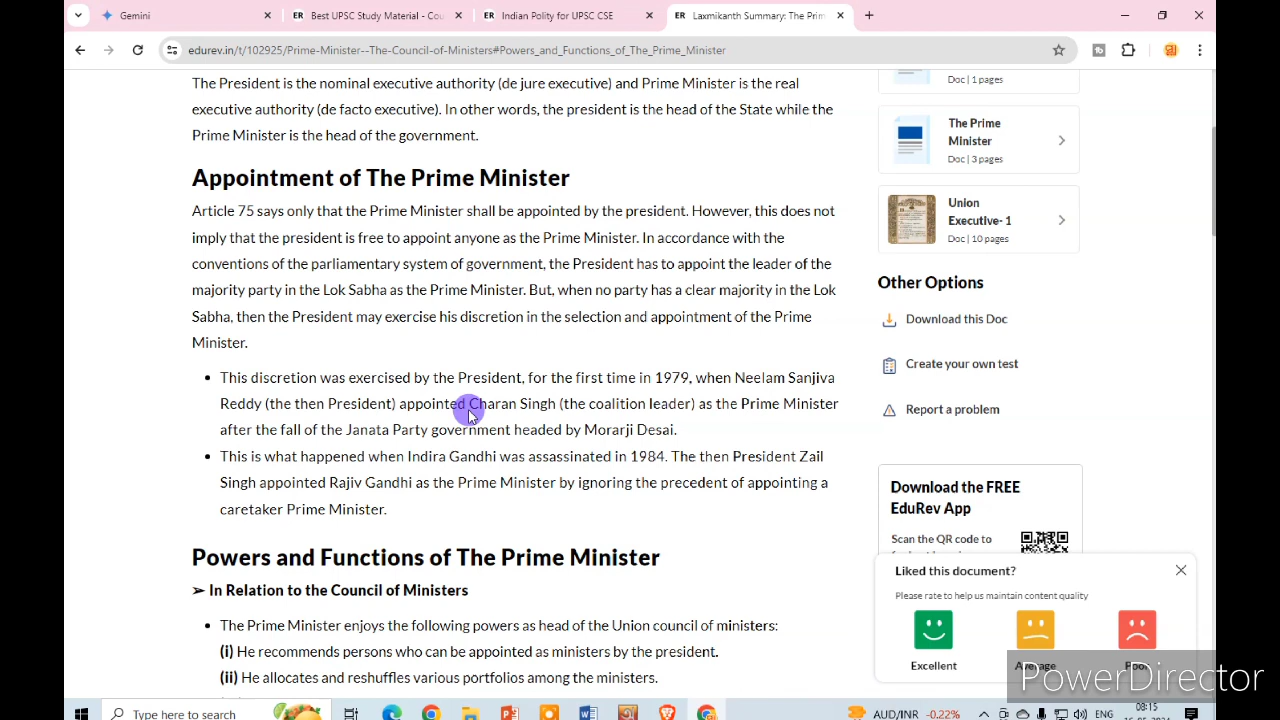 Gemini
ER Best UPSC Study Material - Cou
ER Indian Polity for UPSC CSE
ER Laxmikanth Summary: The Prim
edurev.in/t/102925/Prime-Minister--The-Council-of-Ministers#Powers_and_Functions_of_The_Prime_Minister
The President is the nominal executive authority (de jure executive) and Prime Minister is the real
executive authority (de facto executive). In other words, the president is the head of the State while the
Prime Minister is the head of the government.
Appointment of The Prime Minister
Article 75 says only that the Prime Minister shall be appointed by the president. However, this does not
imply that the president is free to appoint anyone as the Prime Minister.In accordance with the
conventions of the parliamentary system of government, the President has to appoint the leader of the
majority party in the Lok Sabha as the Prime Minister. But, when no party has a clear majority in the Lok
Sabha, then the President may exercise his discretion in the selection and appointment of the Prime
Minister.
• This discretion was exercised by the President, for the first time in 1979, when Neelam Sanjiva
Reddy (the then President) appointed Charan Singh (the coalition leader) as the Prime Minister
after the fall of the Janata Party government headed by Morarji Desai.
• This is what happened when Indira Gandhi was assassinated in 1984. The then President Zail
Singh appointed Rajiv Gandhi as the Prime Minister by ignoring the precedent of appointing a
caretaker Prime Minister.
Powers and Functions of The Prime Minister
➢ In Relation to the Council of Ministers
• The Prime Minister enjoys the following powers as head of the Union council of ministers:
(i) He recommends persons who can be appointed as ministers by the president.
(ii) He allocates and reshuffles various portfolios among the ministers.
Doc | 1 pages
The Prime
Minister
Doc | 3 pages
Union
Executive- 1
Doc | 10 pages
Other Options
Download this Doc
Create your own test
Report a problem
Download the FREE
EduRev App
Scan the QR code to
Liked this document?
Please rate to help us maintain content quality
Excellent
Average
Poor
PowerDirector
Type here to search
AUD/INR -0.22%
ENG
08:15